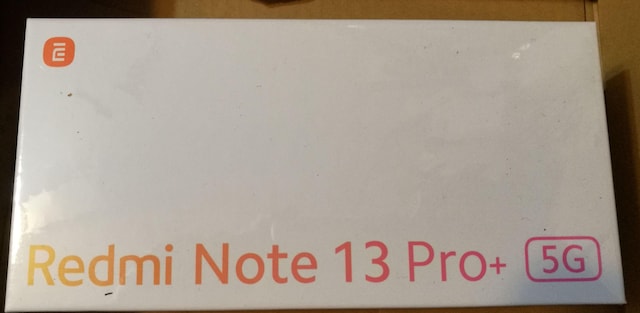 Redmi Note 13 Pro+ 5G